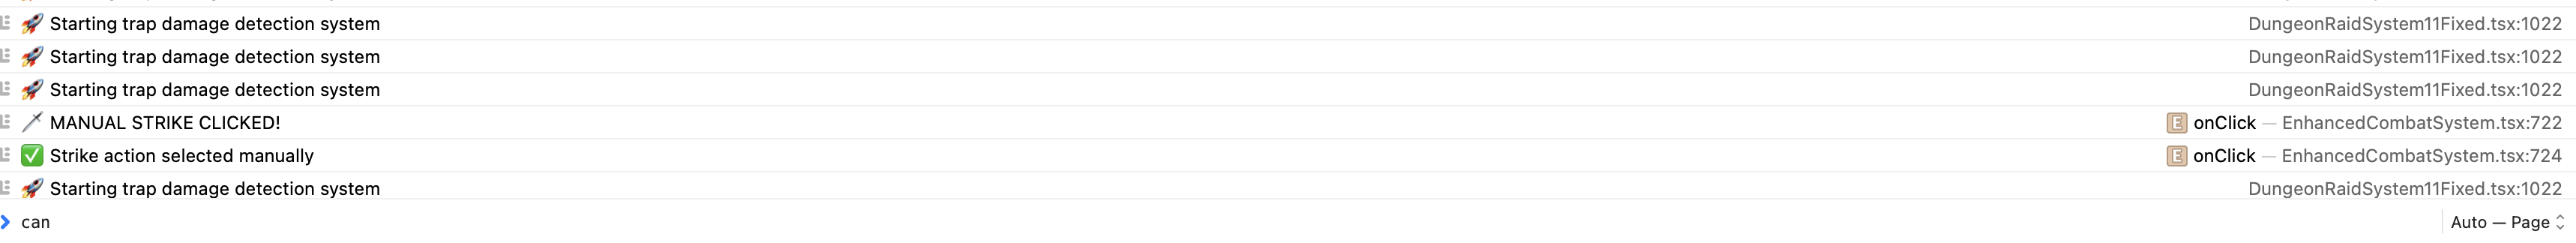 🚀 Starting trap damage detection system DungeonRaidSystem11Fixed.tsx:1022
🚀 Starting trap damage detection system DungeonRaidSystem11Fixed.tsx:1022
🚀 Starting trap damage detection system DungeonRaidSystem11Fixed.tsx:1022
🗡️ MANUAL STRIKE CLICKED! E onClick — EnhancedCombatSystem.tsx:722
✅ Strike action selected manually E onClick — EnhancedCombatSystem.tsx:724
🚀 Starting trap damage detection system DungeonRaidSystem11Fixed.tsx:1022
can Auto — Page